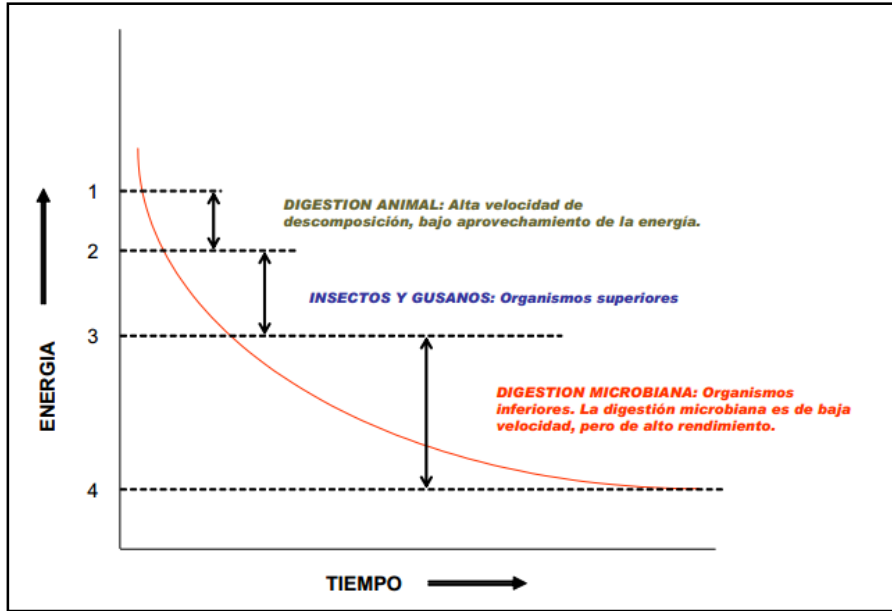 1
DIGESTION ANIMAL: Alta velocidad de
descomposición, bajo aprovechamiento de la energía.
2
INSECTOS Y GUSANOS: Organismos superiores
3
ENERGIA
DIGESTION MICROBIANA: Organismos
inferiores. La digestión microbiana es de baja
velocidad, pero de alto rendimiento.
4
TIEMPO